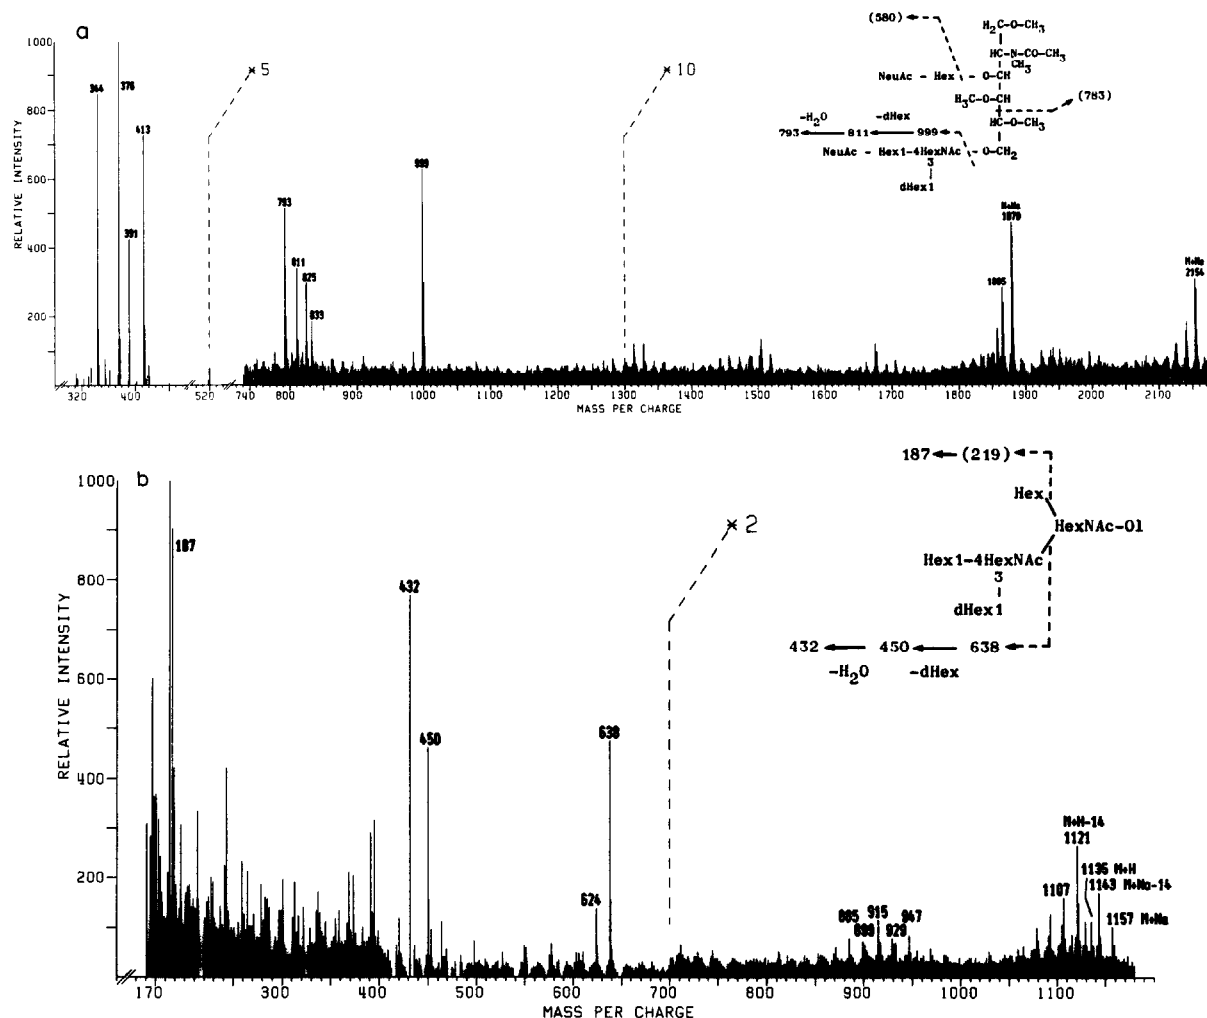 a
RELATIVE INTENSITY
1000
800
600
400
200
344
376
391
413
* 5
* 10
793
811
825
839
999
1865
M+Na
1879
M+Na
2154
320 400 520 740 800 900 1000 1100 1200 1300 1400 1500 1600 1700 1800 1900 2000 2100
MASS PER CHARGE
(580)
H2C-O-CH3
HC-N-CO-CH3
CH3
NeuAc - Hex - O-CH
H3C-O-CH
(783)
HC-O-CH3
-H2O -dHex
793 811 999
NeuAc - Hex1-4HexNAc - O-CH2
3
dHex1
b
RELATIVE INTENSITY
1000
800
600
400
200
187
432
450
624
638
* 2
885
899
915
929
947
1107
M+H-14
1121
1135 M+H
1143 M+Na-14
1157 M+Na
170 300 400 500 600 700 800 900 1000 1100
MASS PER CHARGE
187 (219)
Hex
HexNAc-Ol
Hex1-4HexNAc
3
dHex1
432 450 638
-H2O -dHex